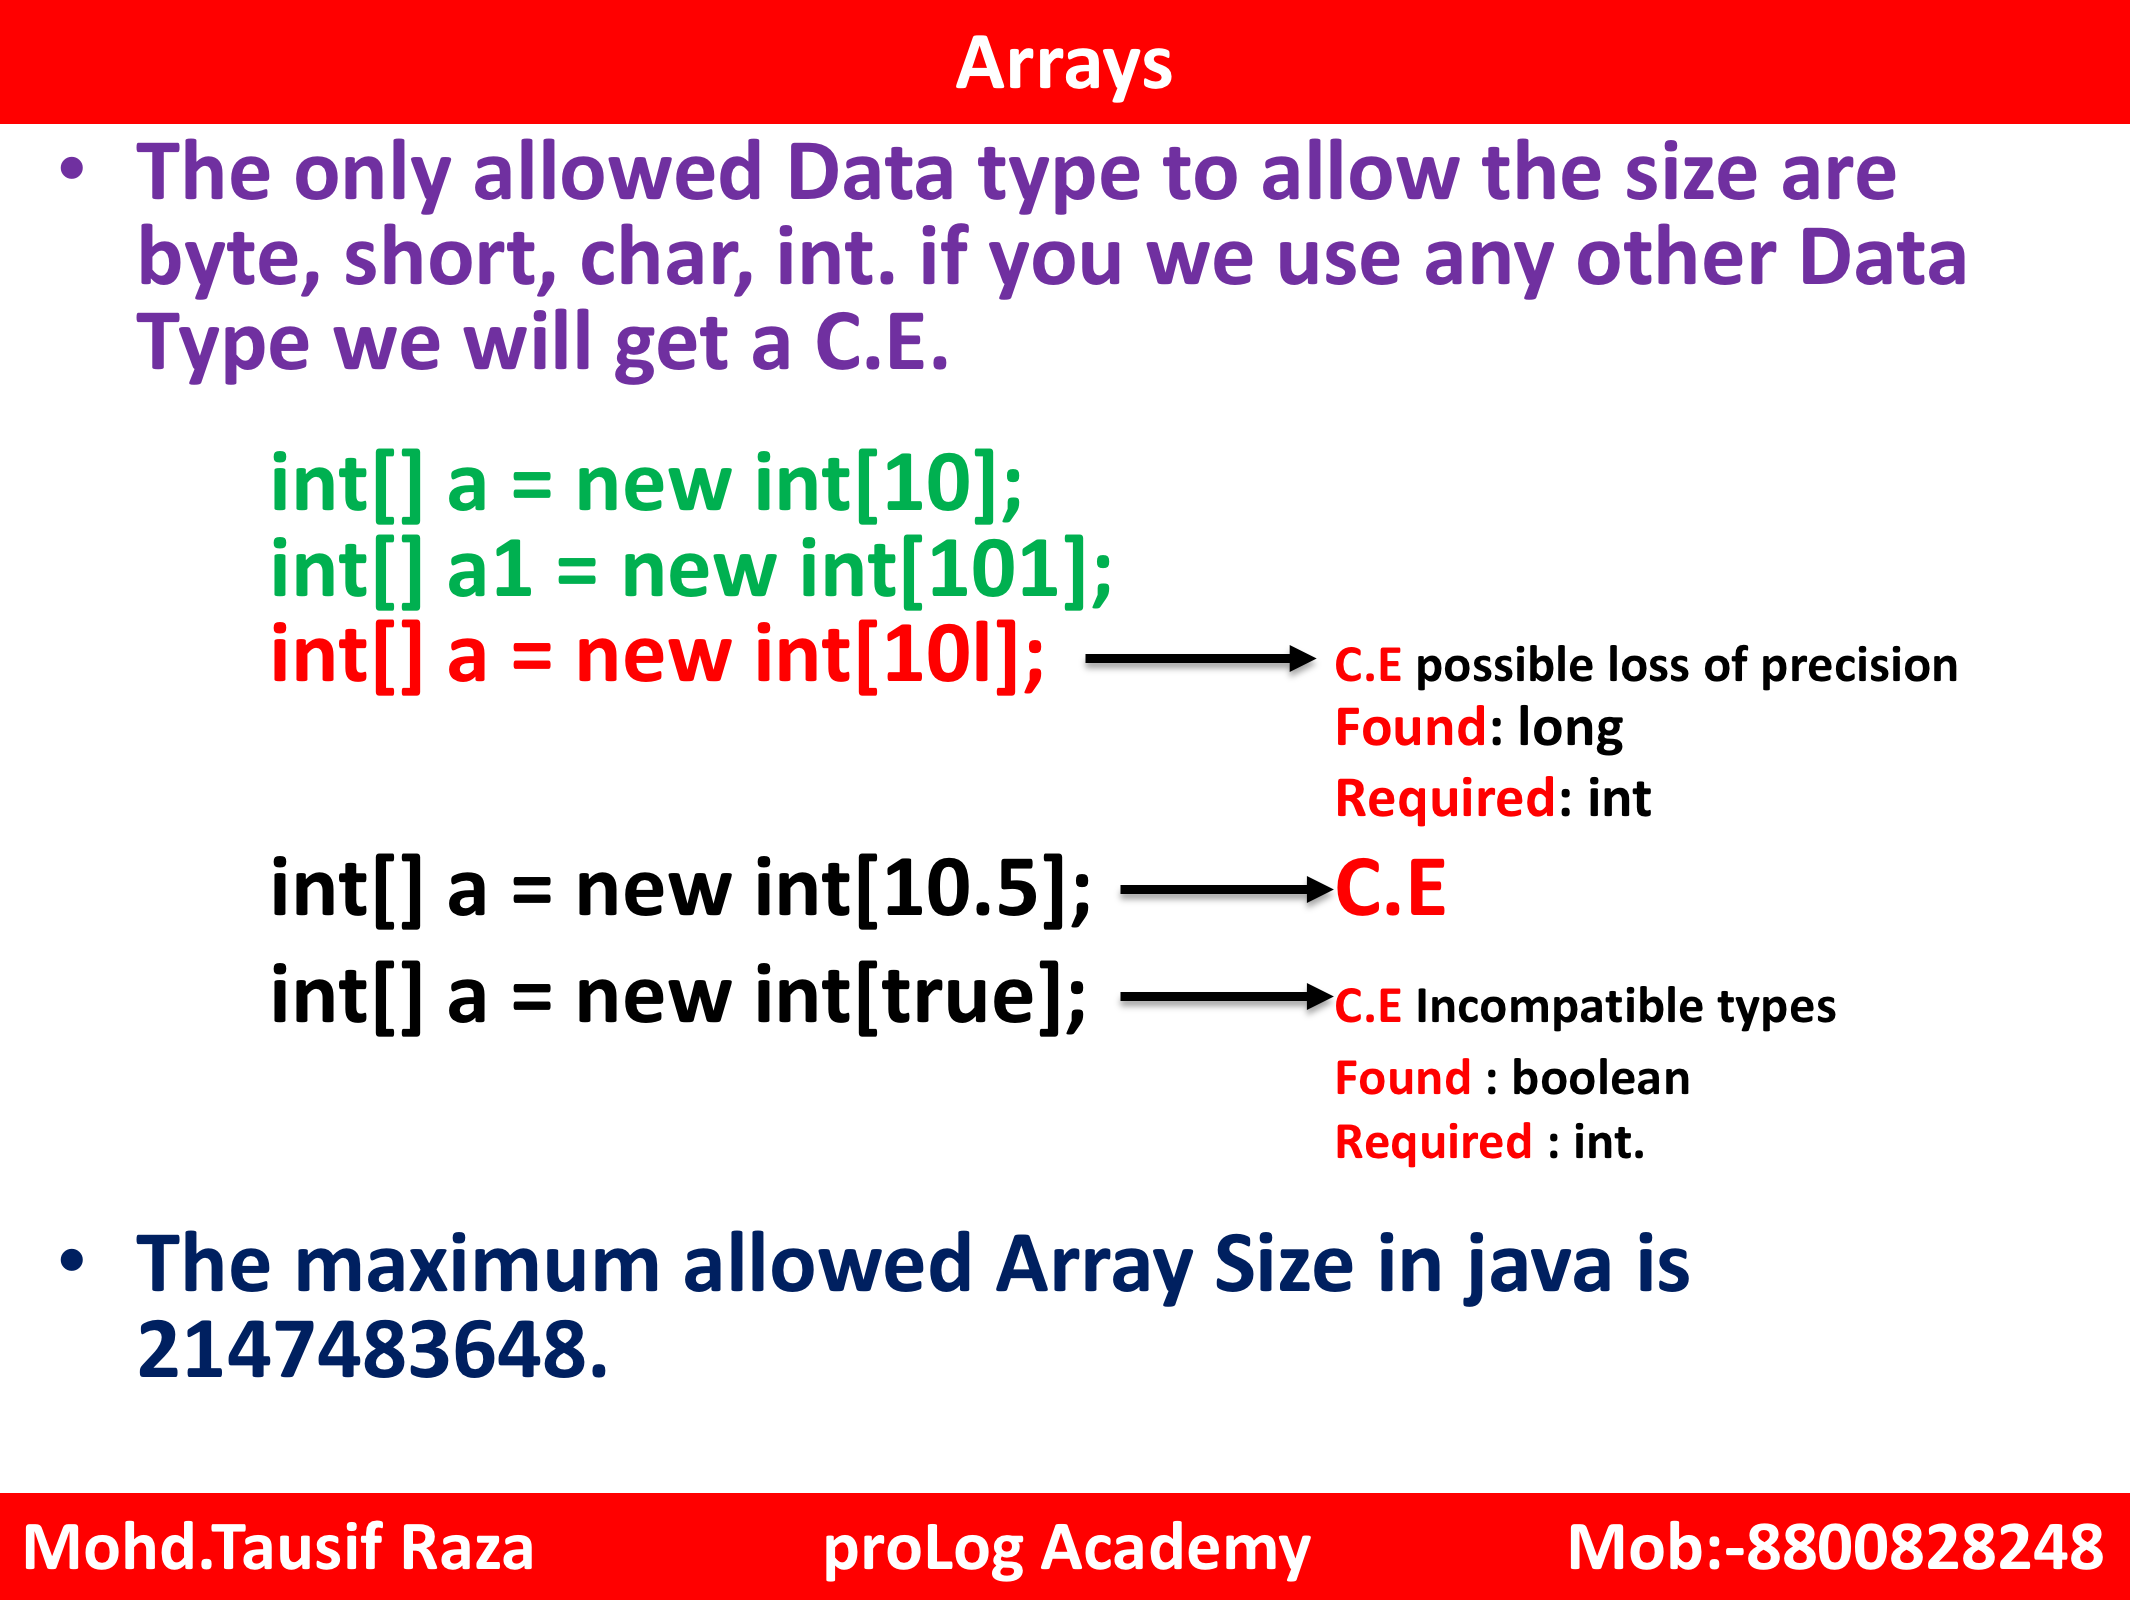 Arrays
• The only allowed Data type to allow the size are
byte, short, char, int. if you we use any other Data
Type we will get a C.E.
int[] a = new int[10];
int[] a1 = new int[101];
int[] a = new int[10l];
C.E possible loss of precision
Found: long
Required: int
int[] a = new int[10.5];
C.E
int[] a = new int[true];
C.E Incompatible types
Found : boolean
Required : int.
• The maximum allowed Array Size in java is
2147483648.
Mohd.Tausif Raza
proLog Academy
Mob:-8800828248